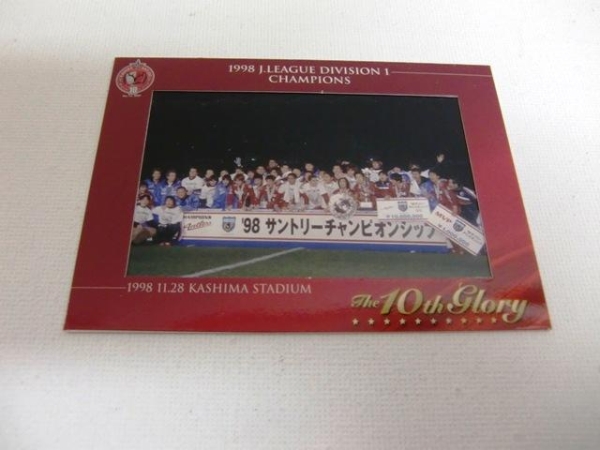 1998 J.LEAGUE DIVISION 1
CHAMPIONS
'98 サントリーチャンピオンシップ
MVP
1998 11.28 KASHIMA STADIUM
The 10th Glory